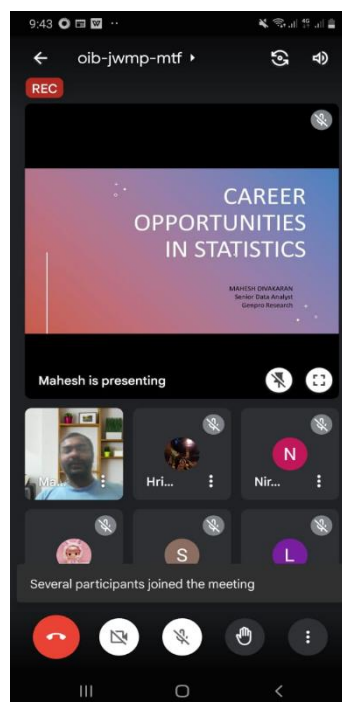 9:43
oib-jwmp-mtf
REC
CAREER
OPPORTUNITIES
IN STATISTICS
MAHESH DIVAKARAN
Senior Data Analyst
Genpro Research
Mahesh is presenting
Ma...
Hri...
N
Nir...
S
L
Several participants joined the meeting